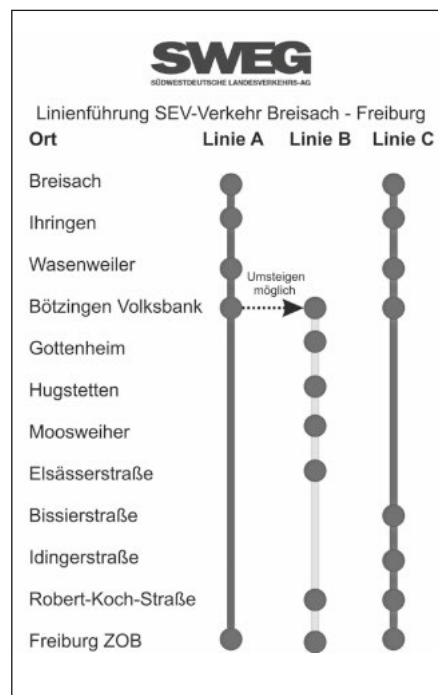 SWEG
SÜDWESTDEUTSCHE LANDESVERKEHRS-AG
Linienführung SEV-Verkehr Breisach - Freiburg
Ort Linie A Linie B Linie C
Breisach
Ihringen
Wasenweiler
Umsteigen
möglich
Bötzingen Volksbank
Gottenheim
Hugstetten
Moosweiher
Elsässerstraße
Bissierstraße
Idingerstraße
Robert-Koch-Straße
Freiburg ZOB